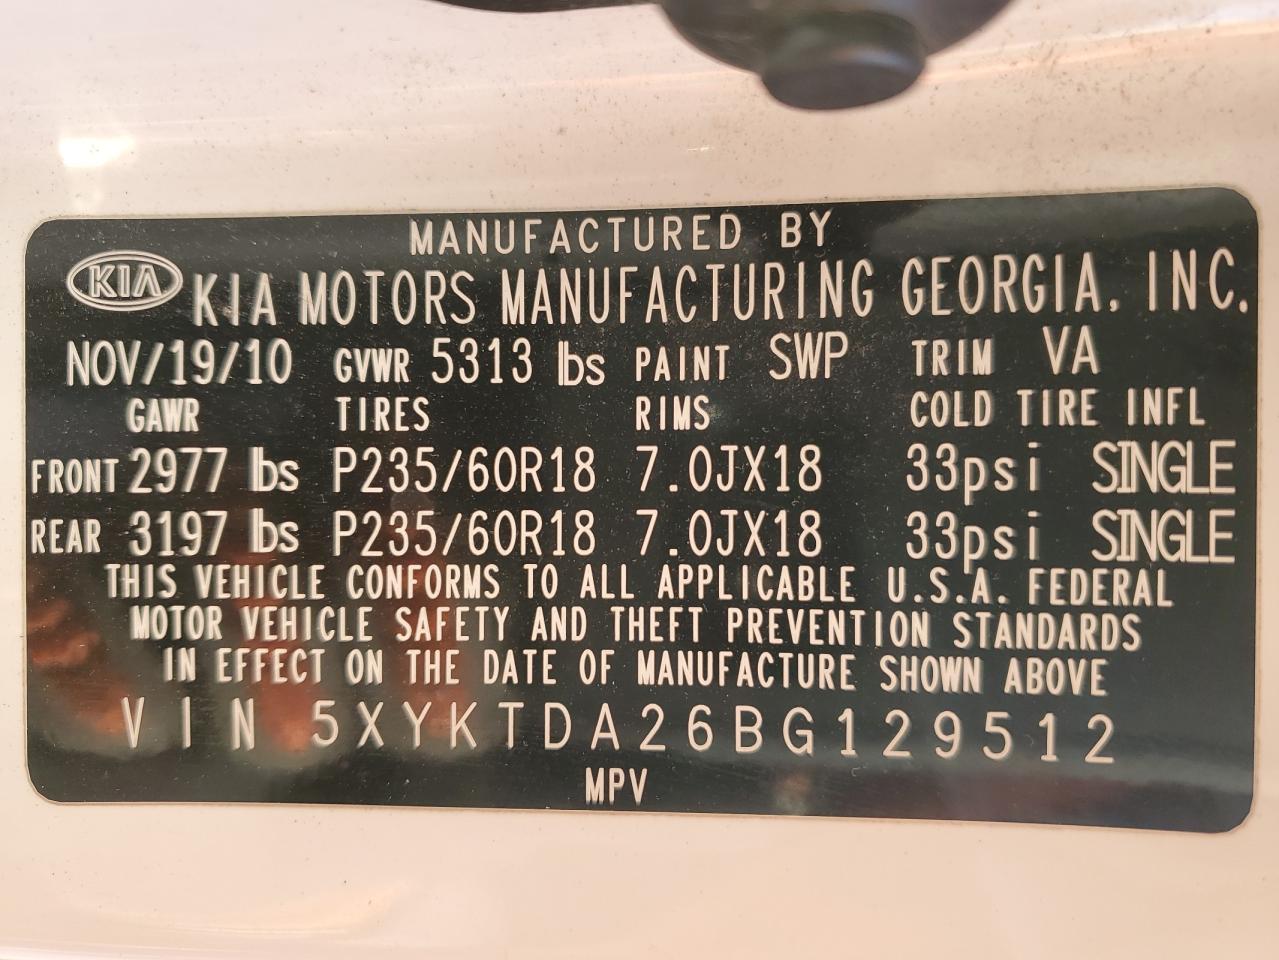 MANUFACTURED BY
KIA KIA MOTORS MANUFACTURING GEORGIA, INC.
NOV/19/10 GVWR 5313 lbs PAINT SWP TRIM VA
GAWR TIRES RIMS COLD TIRE INFL
FRONT 2977 lbs P235/60R18 7.0JX18 33psi SINGLE
REAR 3197 lbs P235/60R18 7.0JX18 33psi SINGLE
THIS VEHICLE CONFORMS TO ALL APPLICABLE U.S.A. FEDERAL
MOTOR VEHICLE SAFETY AND THEFT PREVENTION STANDARDS
IN EFFECT ON THE DATE OF MANUFACTURE SHOWN ABOVE
VIN 5XYKTDA26BG129512
MPV